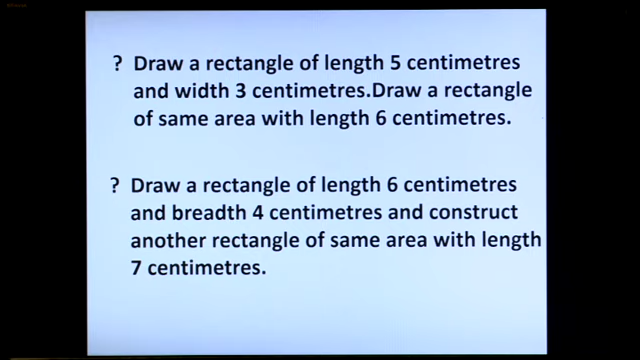 ? Draw a rectangle of length 5 centimetres
and width 3 centimetres.Draw a rectangle
of same area with length 6 centimetres.
? Draw a rectangle of length 6 centimetres
and breadth 4 centimetres and construct
another rectangle of same area with length
7 centimetres.